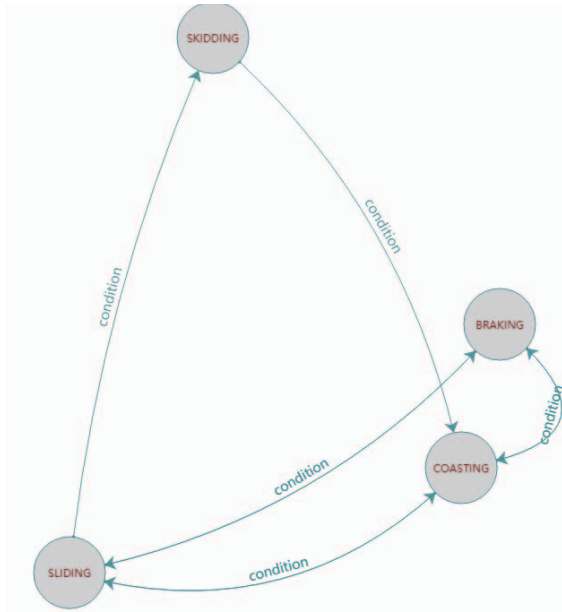 SKIDDING
condition
condition
BRAKING
condition
COASTING
condition
condition
SLIDING